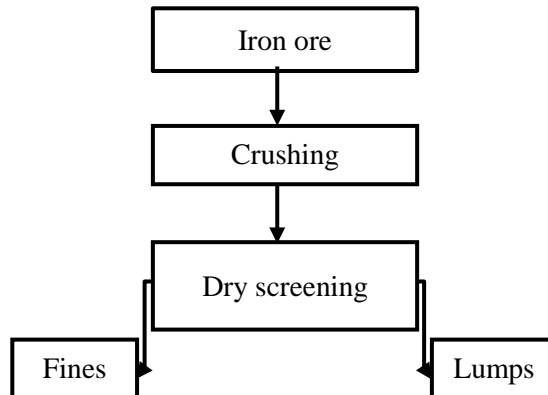 Iron ore
Crushing
Dry screening
Fines
Lumps